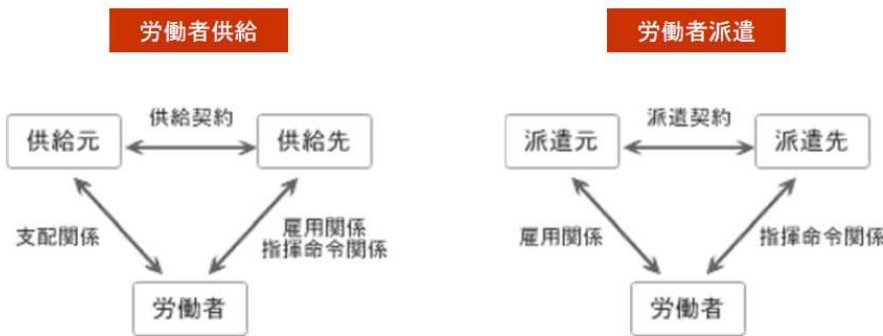 労働者供給
労働者派遣
供給契約
供給元
供給先
支配関係
雇用関係
指揮命令関係
労働者
派遣契約
派遣元
派遣先
雇用関係
指揮命令関係
労働者